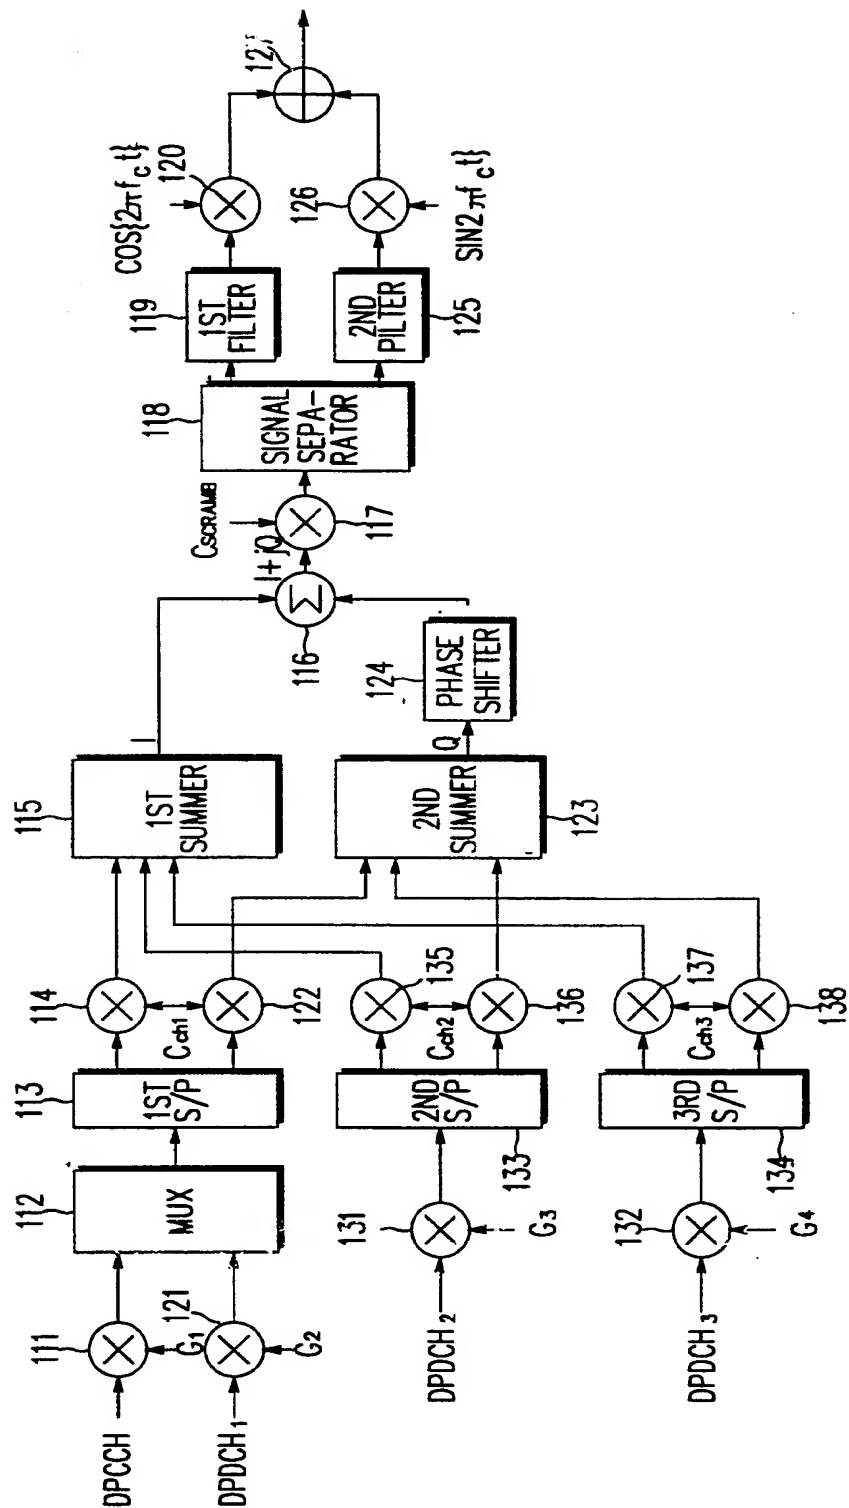 DPCCH
111
G1
DPDCH1
121
G2
112
MUX
113
1ST
S/P
114
Cch1
122
115
1ST
SUMMER
I
DPDCH2
131
G3
133
2ND
S/P
135
Cch2
136
2ND
SUMMER
123
Q
124
PHASE
SHIFTER
DPDCH3
132
G4
134
3RD
S/P
137
Cch3
138
116
Σ
I+jQ
CSCRAMB
117
118
SIGNAL
SEPA-
RATOR
119
1ST
FILTER
COS{2πfct}
120
2ND
PILTER
125
126
SIN2πfct}
127